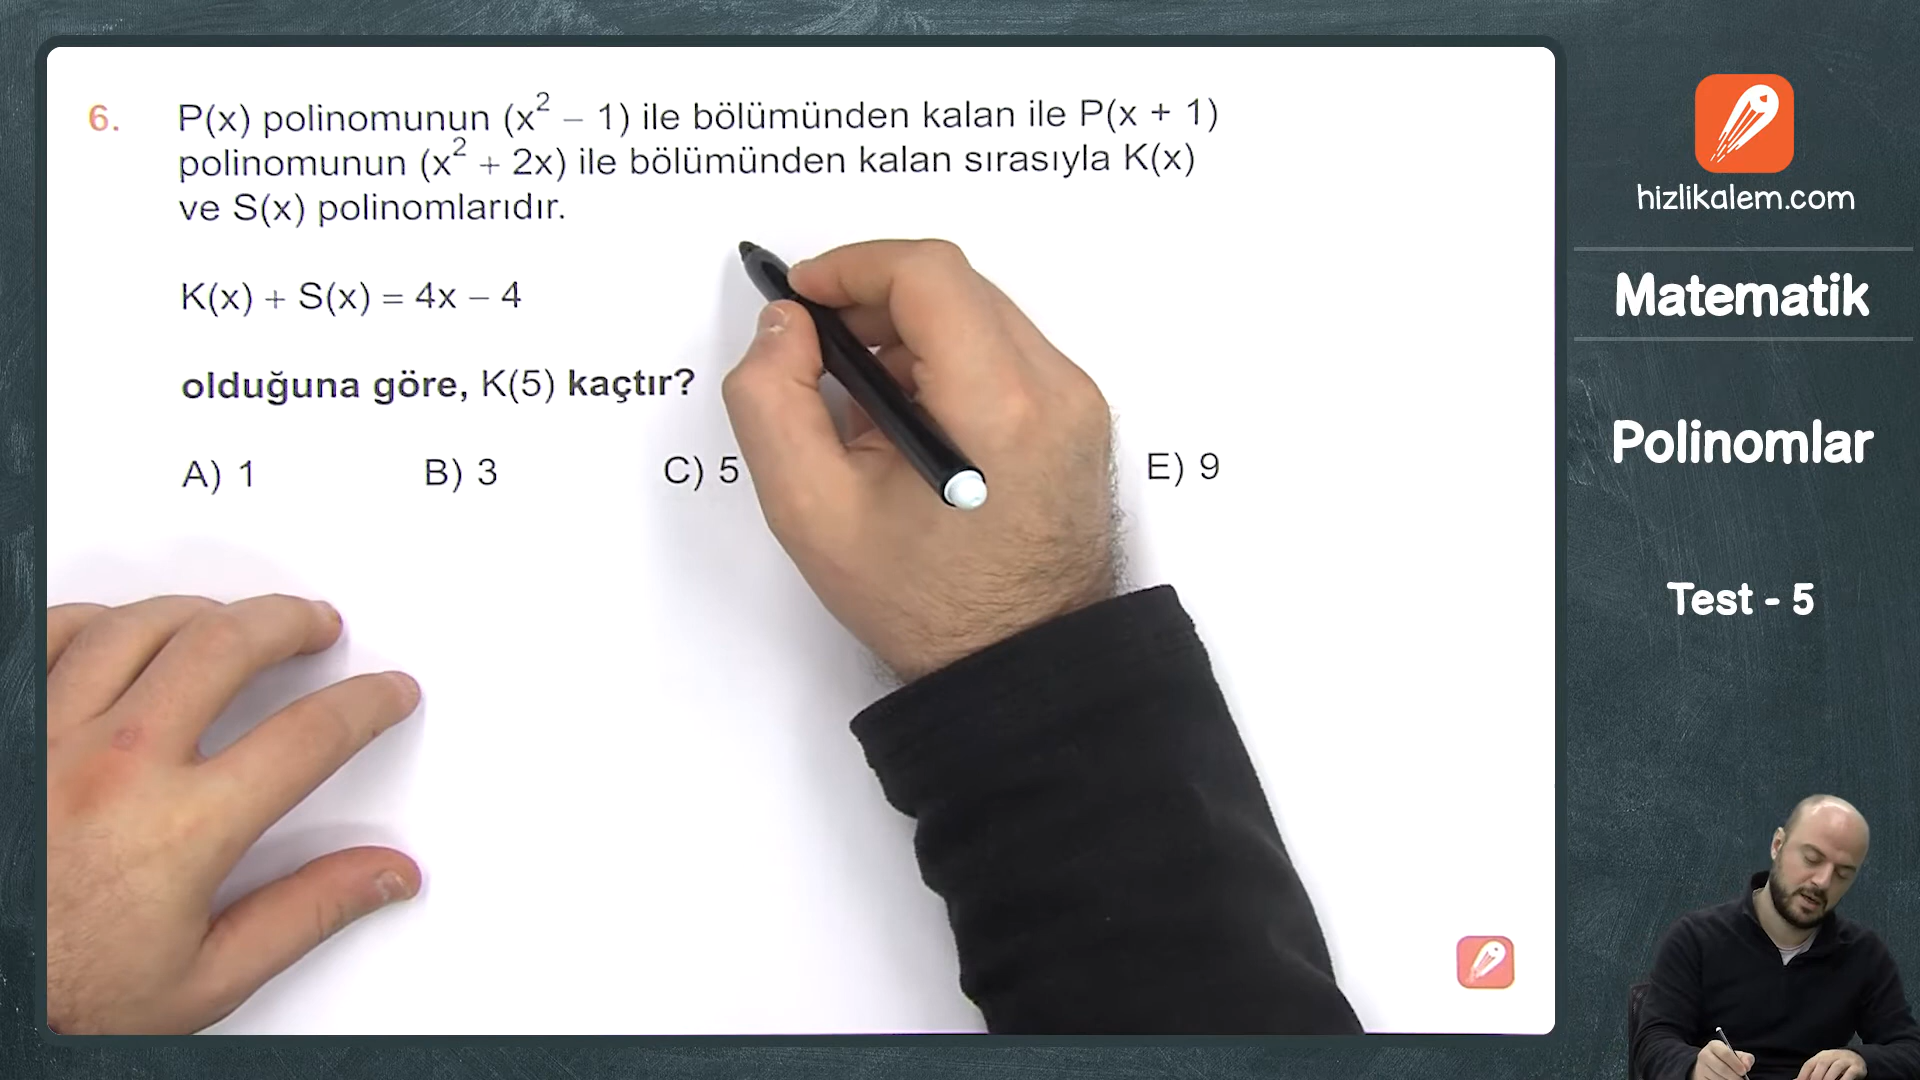 6. P(x) polinomunun (x² – 1) ile bölümünden kalan ile P(x + 1)
polinomunun (x² + 2x) ile bölümünden kalan sırasıyla K(x)
ve S(x) polinomlarıdır.
K(x) + S(x) = 4x – 4
olduğuna göre, K(5) kaçtır?
A) 1 B) 3 C) 5 E) 9
hizlikalem.com
Matematik
Polinomlar
Test - 5